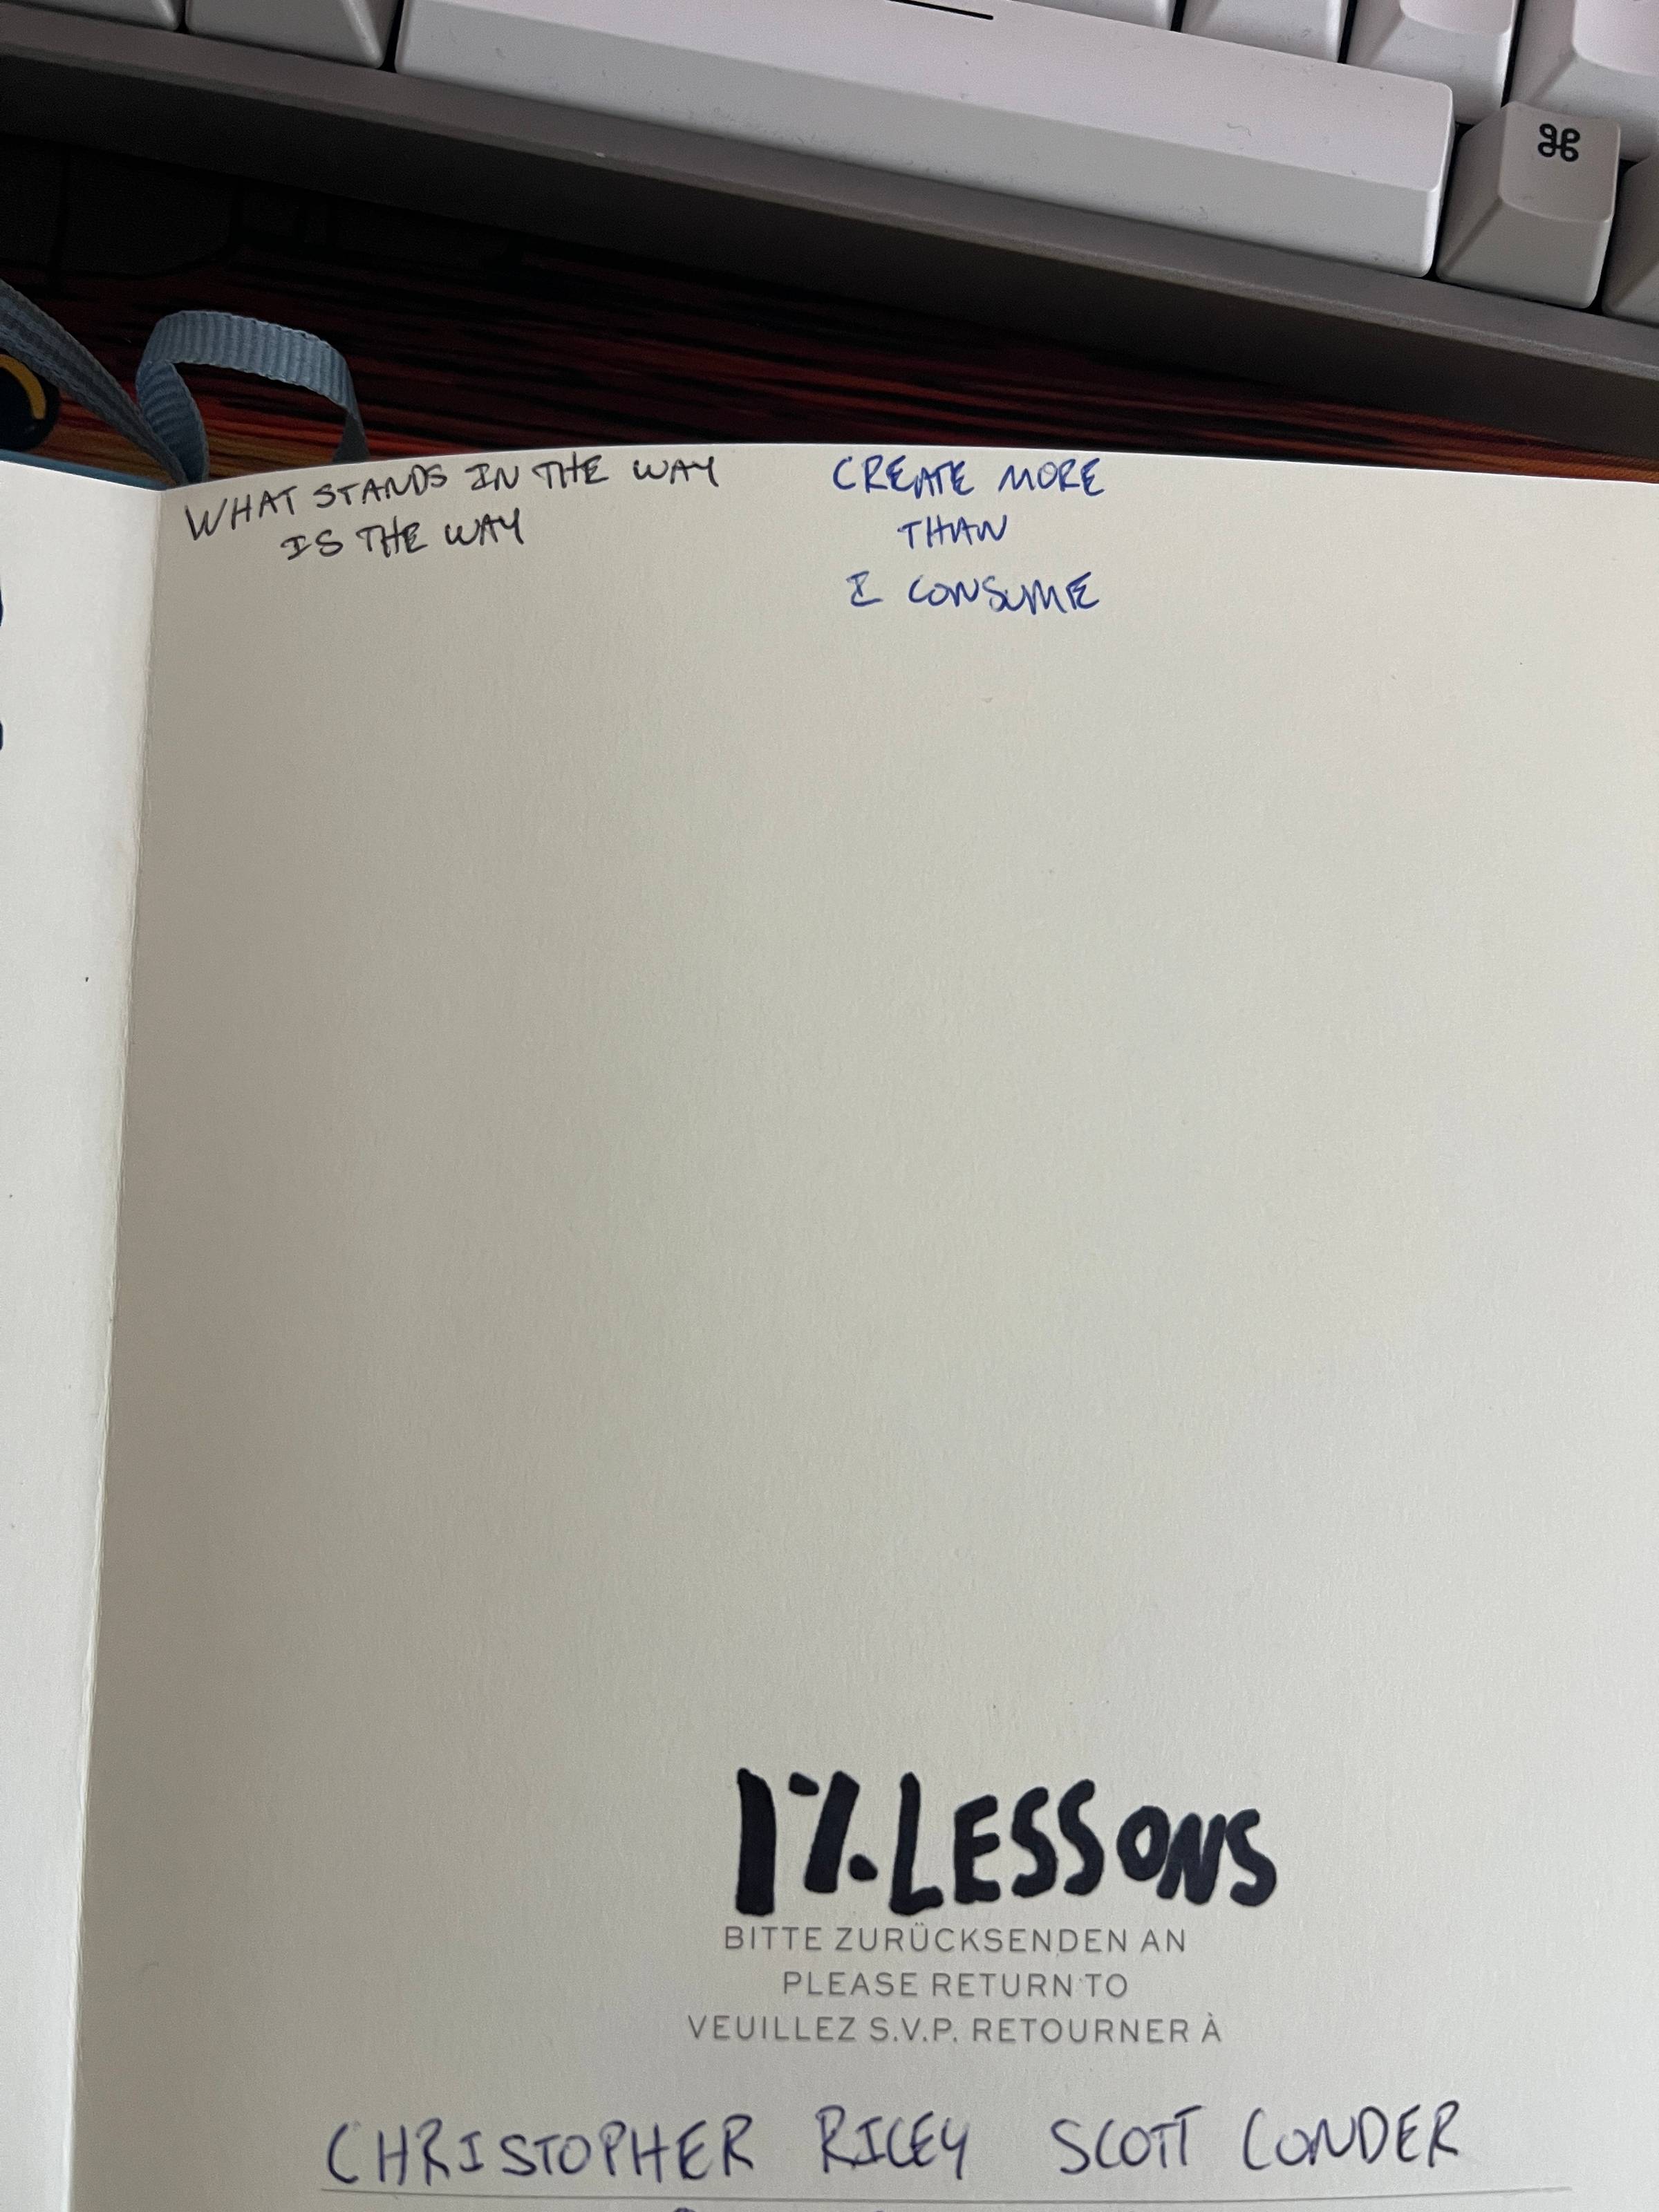 ⌘
WHAT STANDS IN THE WAY
IS THE WAY
CREATE MORE
THAN
I CONSUME
1% LESSONS
BITTE ZURÜCKSENDEN AN
PLEASE RETURN TO
VEUILLEZ S.V.P. RETOURNER À
CHRISTOPHER RILEY SCOTT CONDER